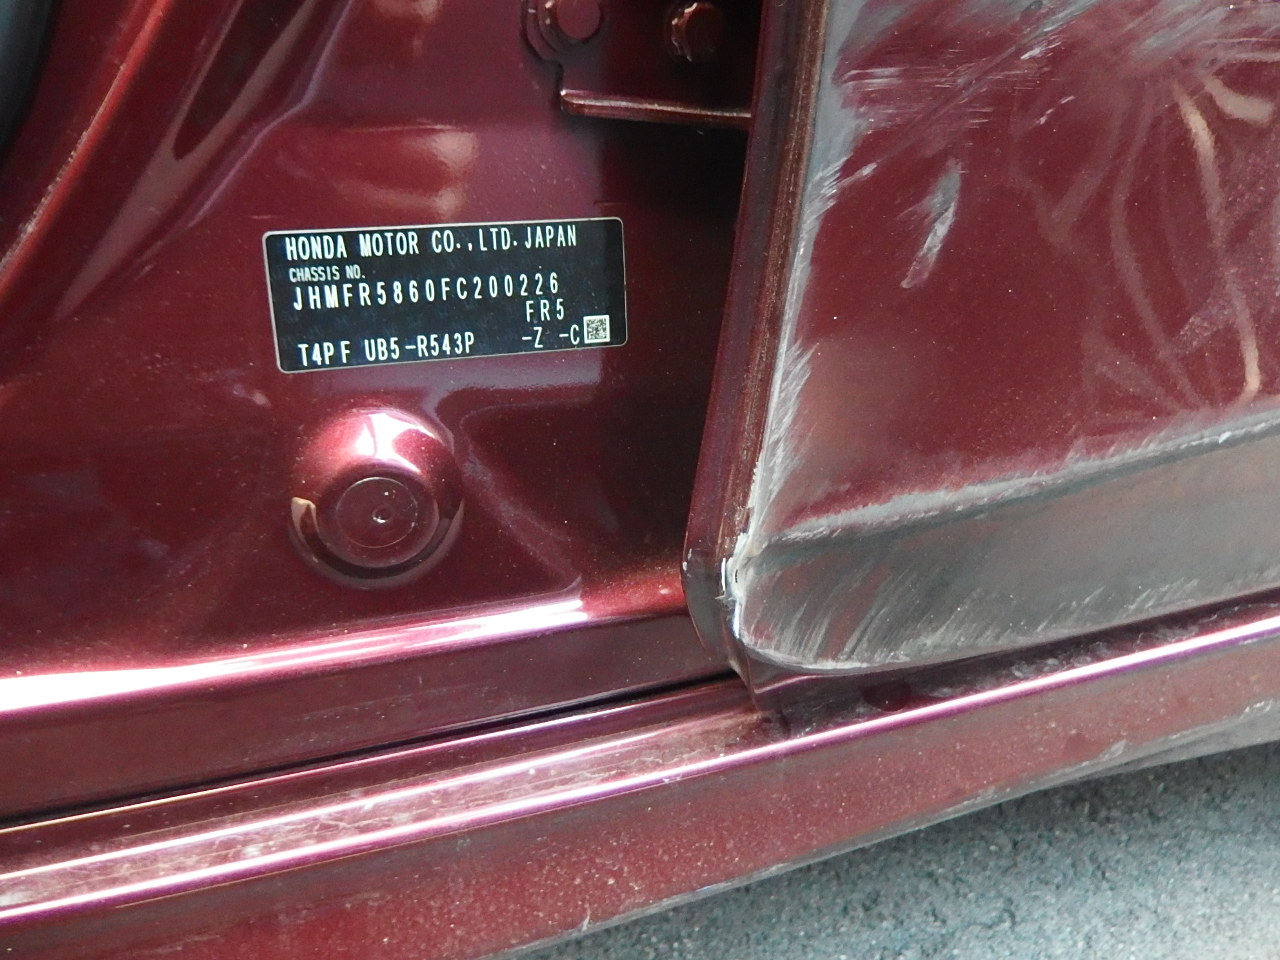 HONDA MOTOR CO.,LTD.JAPAN
CHASSIS NO.
JHMFR5860FC200226
FR5
T4PF UB5-R543P -Z -C